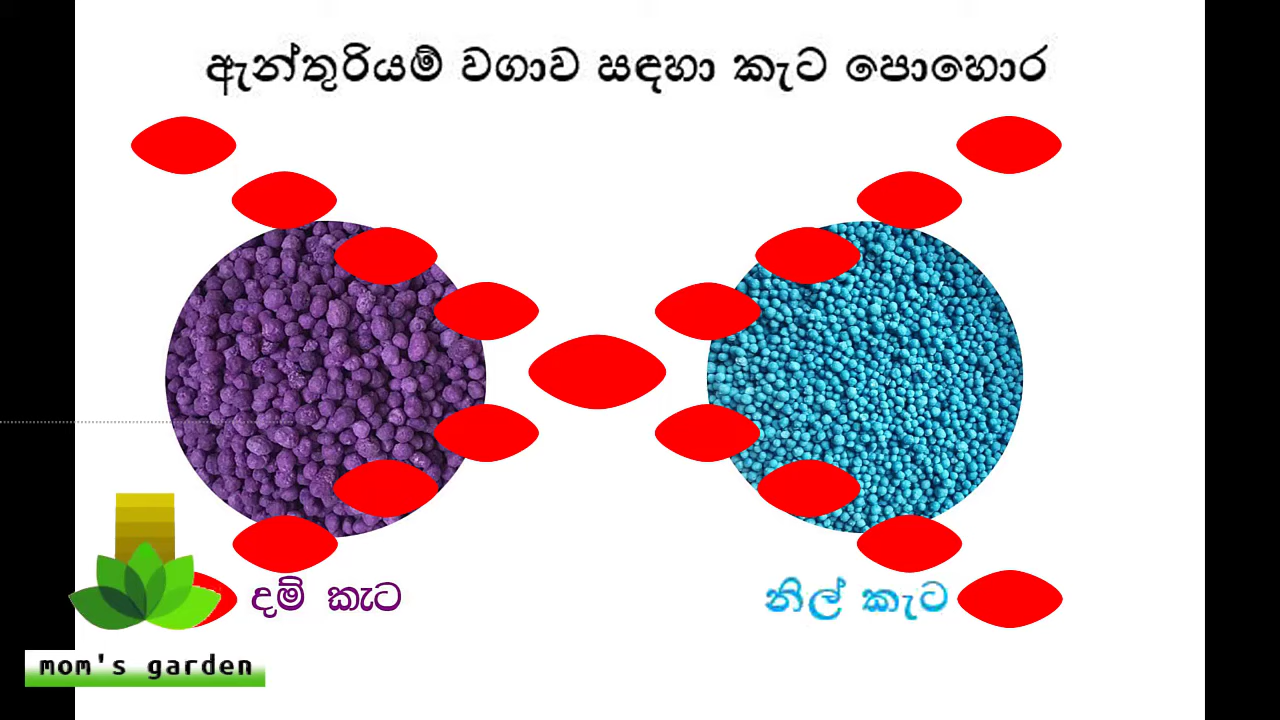 ඇන්තුරියම් වගාව සඳහා කැට පොහොර
දම් කැට
නිල් කැට
mom's garden